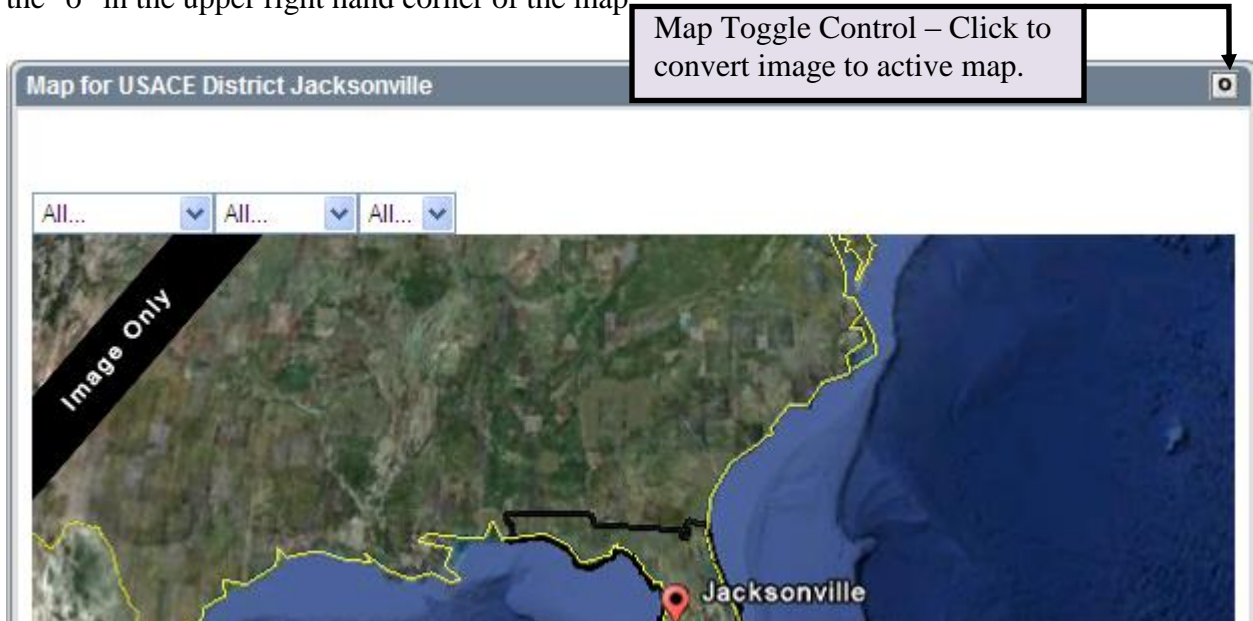 the "o" in the upper right hand corner of the map
Map Toggle Control – Click to
convert image to active map.
Map for USACE District Jacksonville
o
All... All... All...
Image Only
Jacksonville